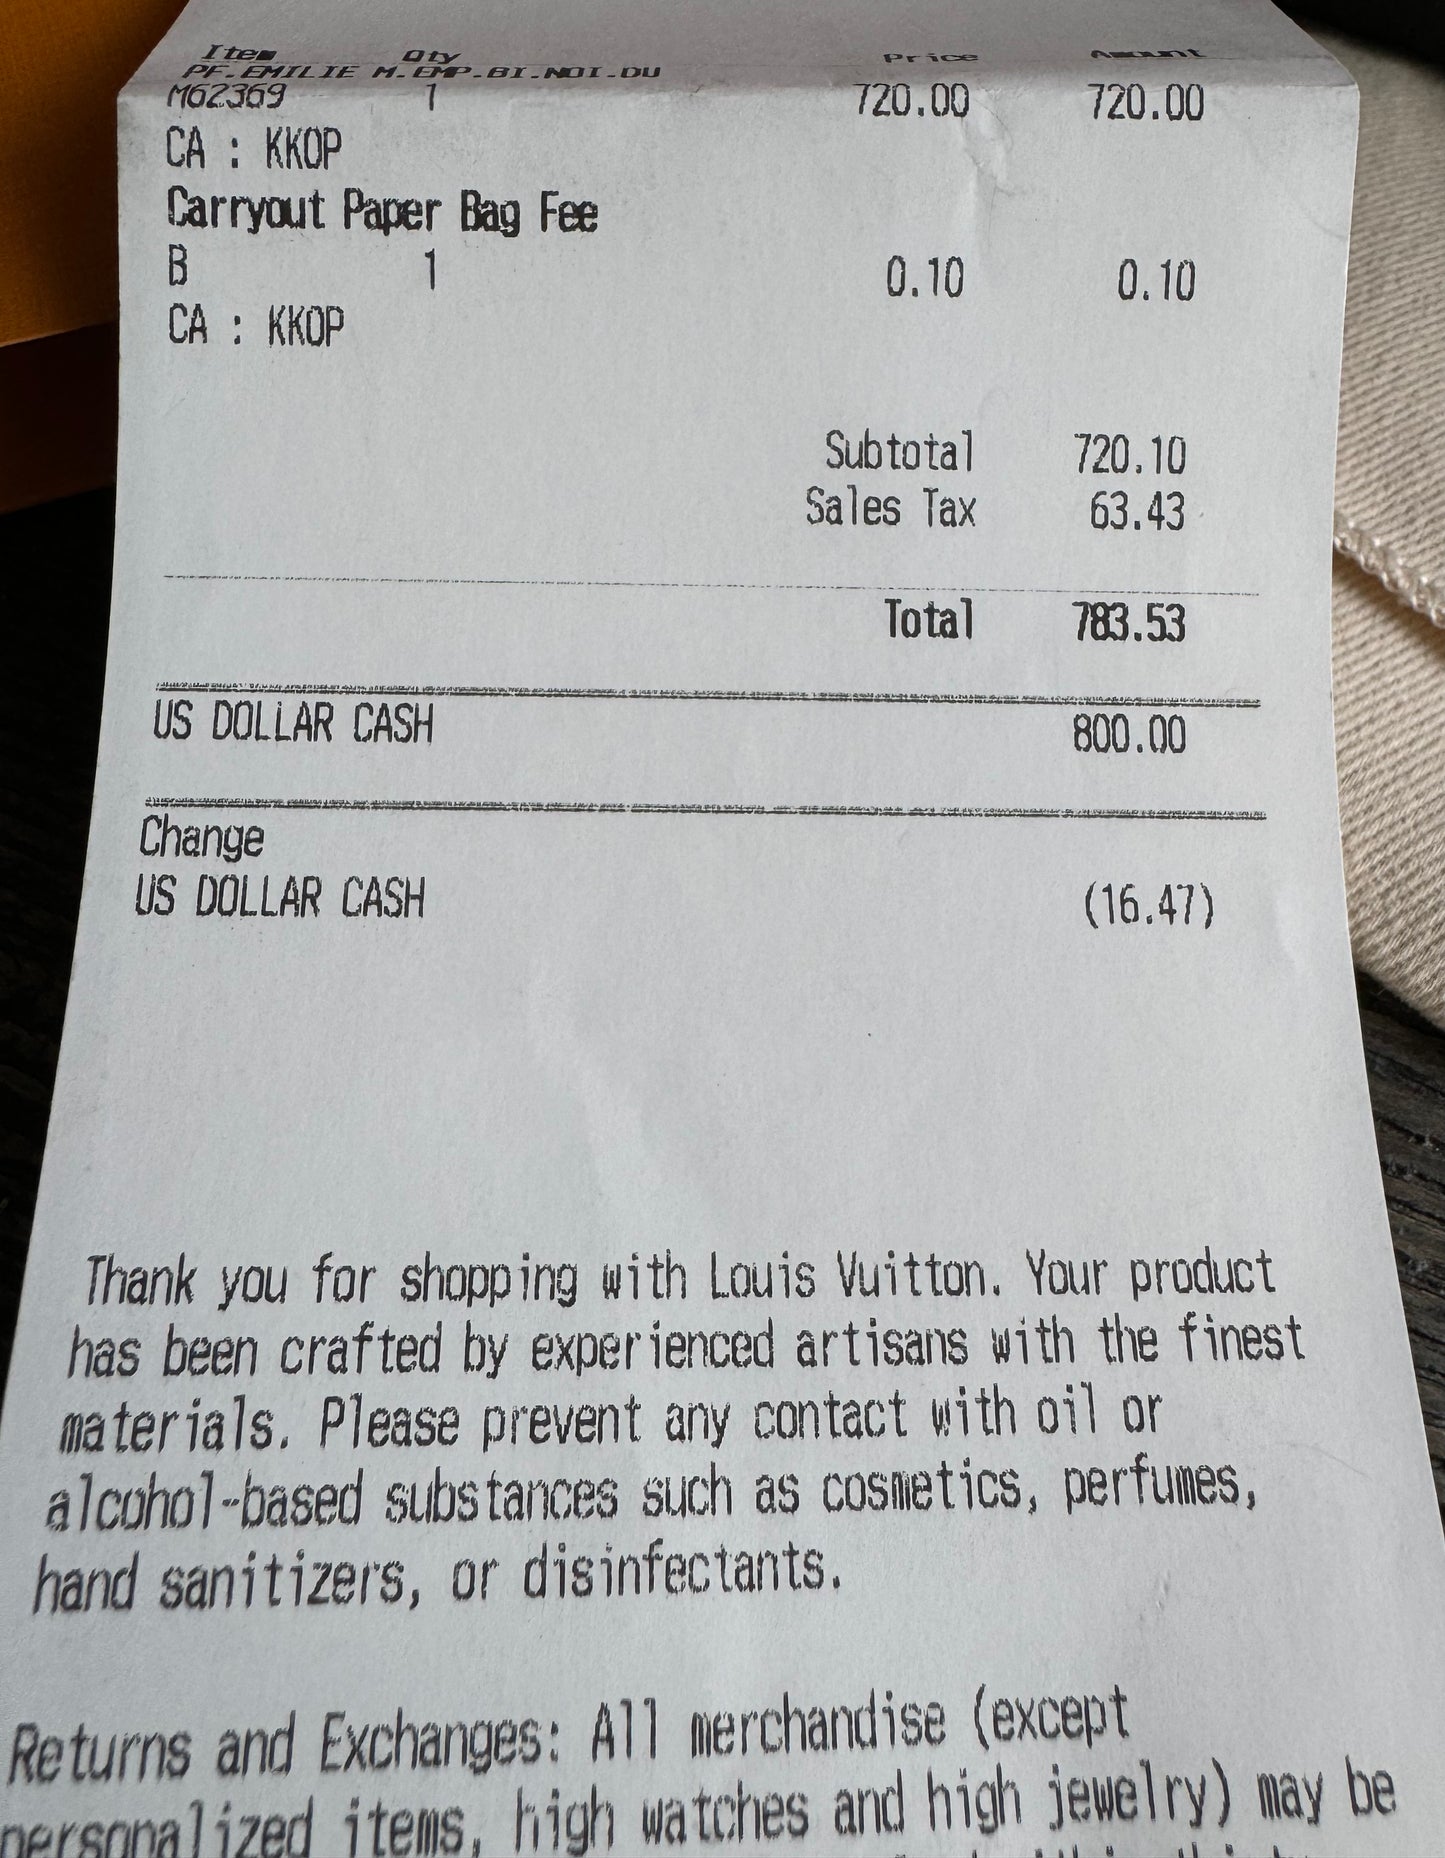 Item Qty Price Amount
PF.EMILIE M.EMP.BI.NOI.DU
M62369 1 720.00 720.00
CA : KKOP
Carryout Paper Bag Fee
B 1 0.10 0.10
CA : KKOP
Subtotal 720.10
Sales Tax 63.43
Total 783.53
US DOLLAR CASH 800.00
Change
US DOLLAR CASH (16.47)
Thank you for shopping with Louis Vuitton. Your product
has been crafted by experienced artisans with the finest
materials. Please prevent any contact with oil or
alcohol-based substances such as cosmetics, perfumes,
hand sanitizers, or disinfectants.
Returns and Exchanges: All merchandise (except
personalized items, high watches and high jewelry) may be